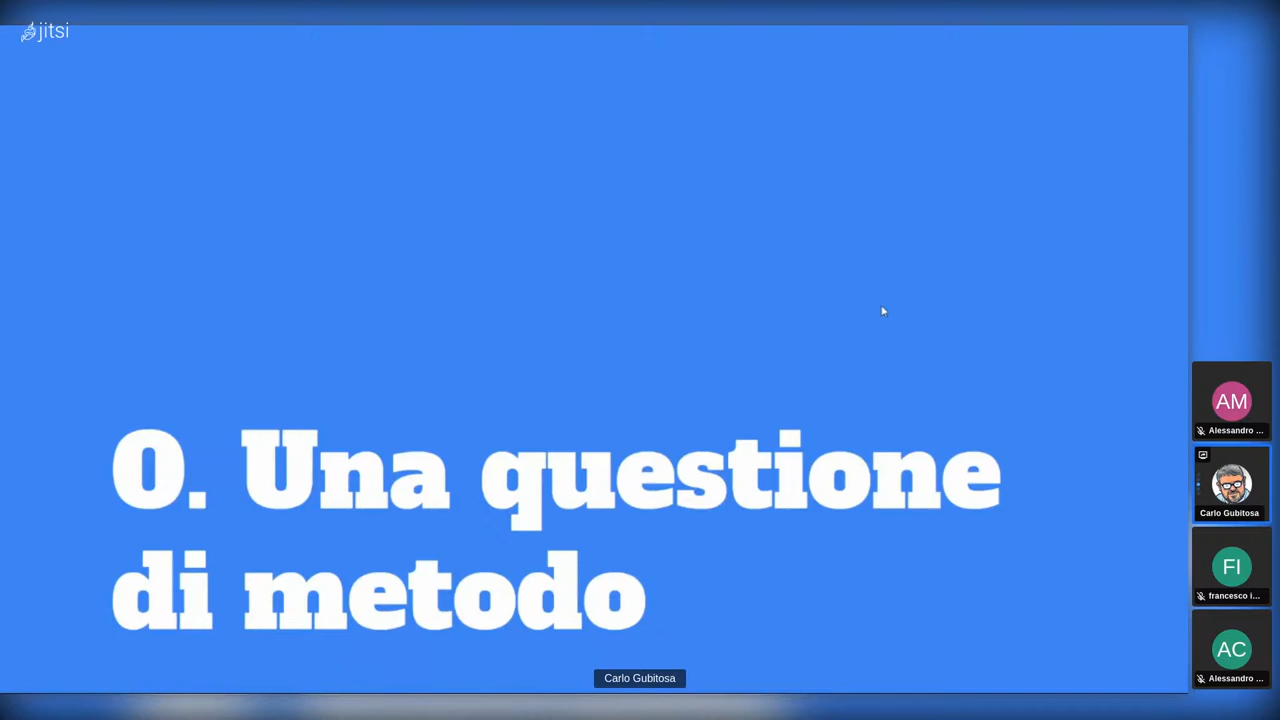 jitsi
0. Una questione
di metodo
AM
Alessandro ...
Carlo Gubitosa
FI
francesco i...
AC
Alessandro ...
Carlo Gubitosa